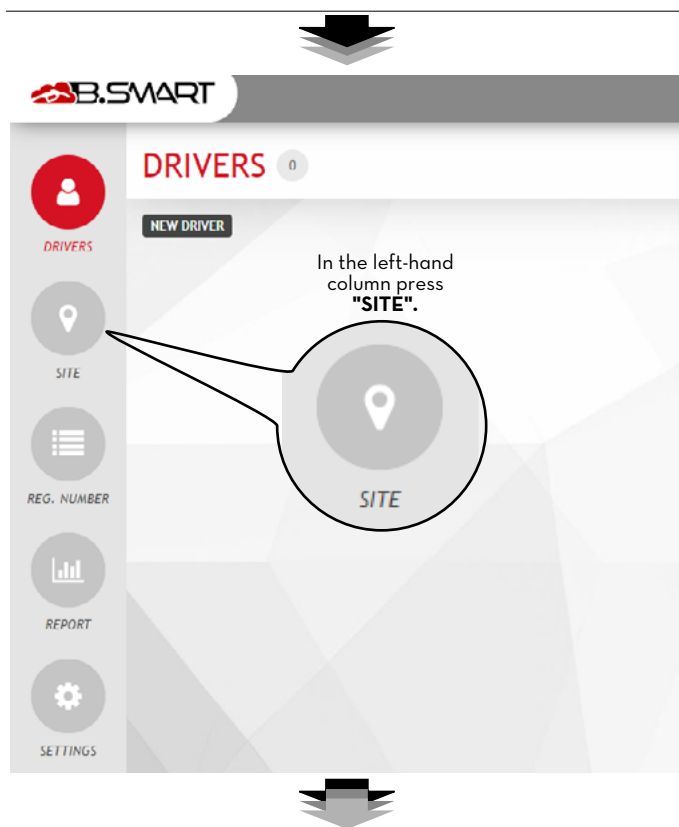 B.SMART
DRIVERS 0
NEW DRIVER
DRIVERS
In the left-hand
column press
"SITE".
SITE
SITE
REG. NUMBER
REPORT
SETTINGS